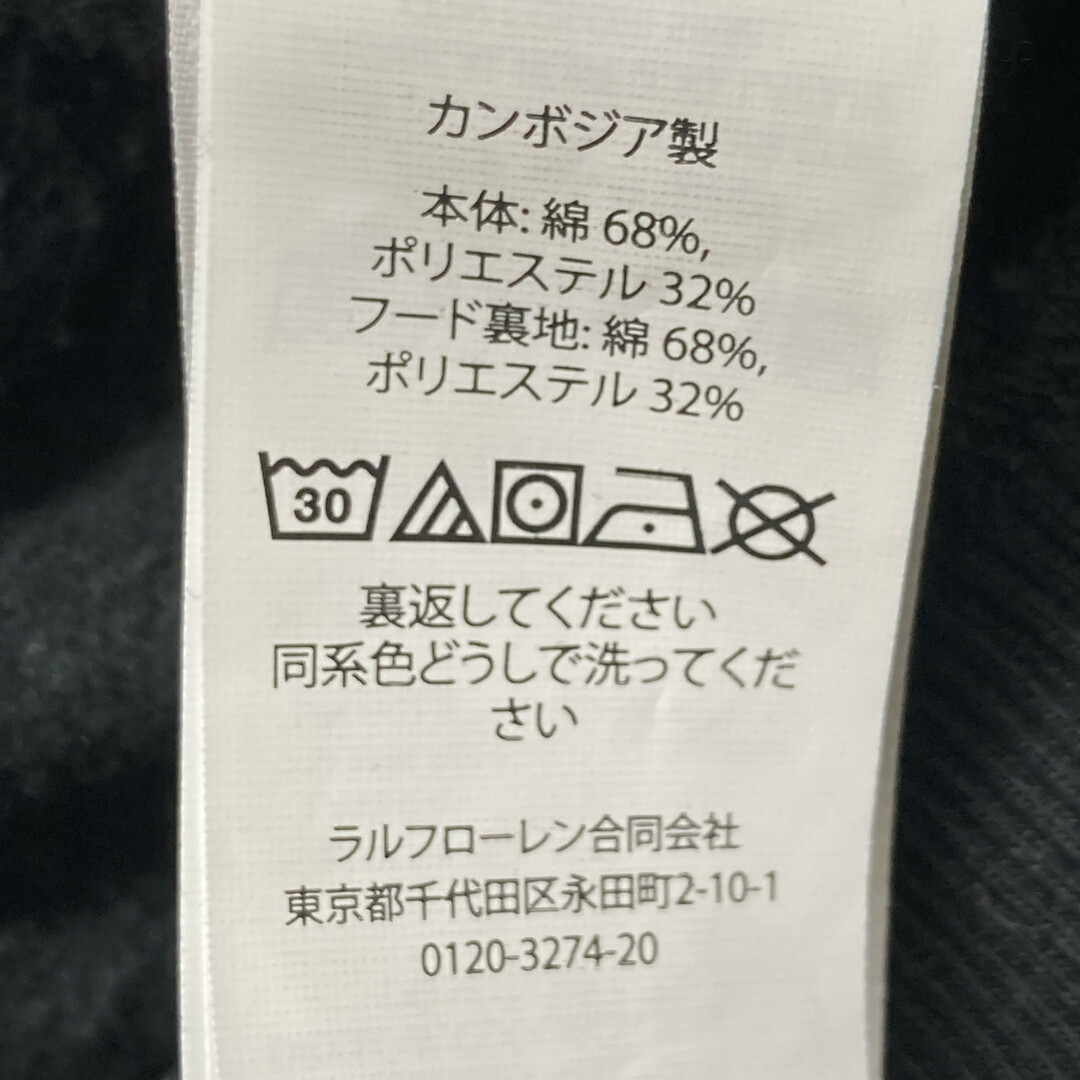 カンボジア製
本体: 綿 68%,
ポリエステル 32%
フード裏地: 綿 68%,
ポリエステル 32%
30
裏返してください
同系色どうしで洗ってくだ
さい
ラルフローレン合同会社
東京都千代田区永田町2-10-1
0120-3274-20